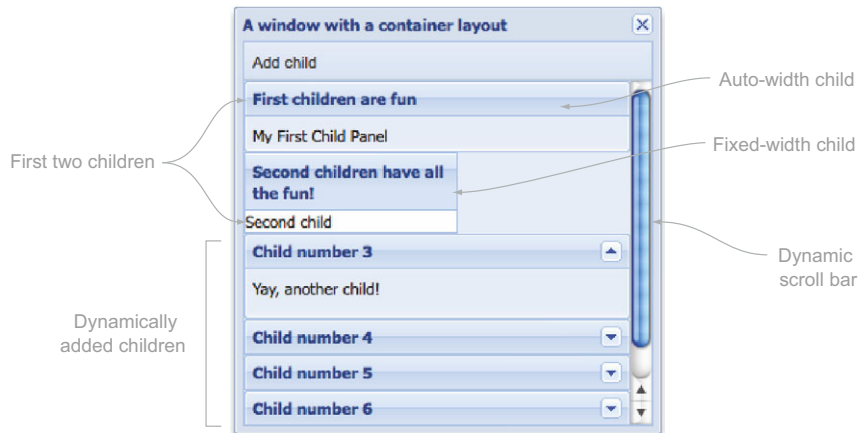 A window with a container layout
Add child
First children are fun
Auto-width child
My First Child Panel
Fixed-width child
First two children
Second children have all
the fun!
Second child
Child number 3
Dynamic
scroll bar
Yay, another child!
Dynamically
added children
Child number 4
Child number 5
Child number 6